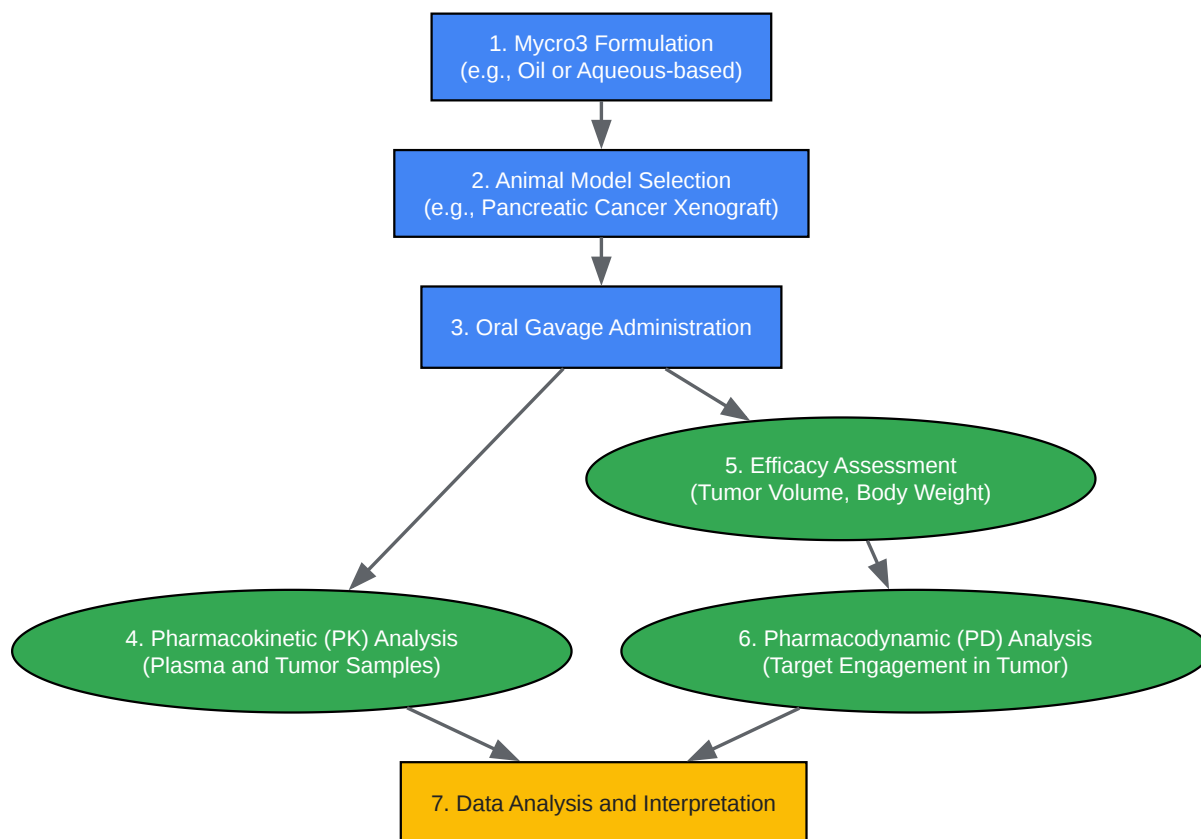 1. Mycro3 Formulation
(e.g., Oil or Aqueous-based)
2. Animal Model Selection
(e.g., Pancreatic Cancer Xenograft)
3. Oral Gavage Administration
5. Efficacy Assessment
(Tumor Volume, Body Weight)
4. Pharmacokinetic (PK) Analysis
(Plasma and Tumor Samples)
6. Pharmacodynamic (PD) Analysis
(Target Engagement in Tumor)
7. Data Analysis and Interpretation